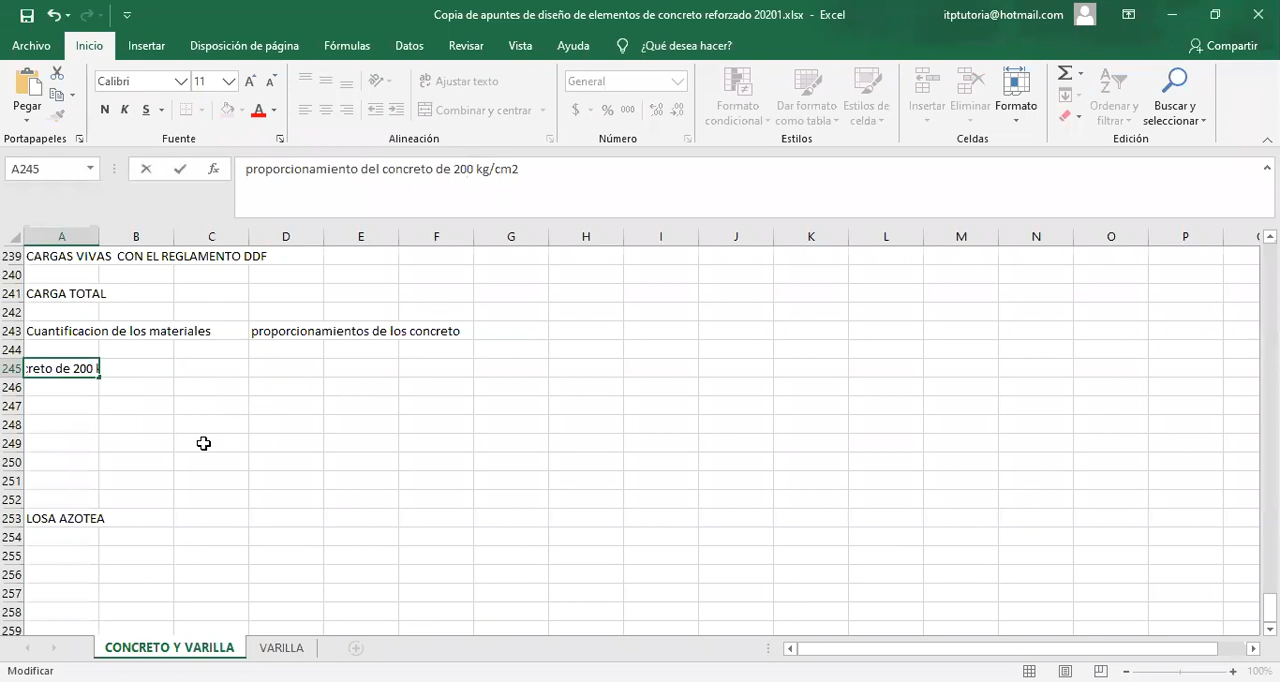 Copia de apuntes de diseño de elementos de concreto reforzado 20201.xlsx - Excel
itptutoria@hotmail.com
Archivo Inicio Insertar Disposición de página Fórmulas Datos Revisar Vista Ayuda ¿Qué desea hacer? Compartir
Pegar
Calibri 11
N K S
Ajustar texto
Combinar y centrar
General
$ % 000
Formato condicional
Dar formato como tabla
Estilos de celda
Insertar
Eliminar
Formato
Ordenar y filtrar
Buscar y seleccionar
Portapapeles Fuente Alineación Número Estilos Celdas Edición
A245 fx proporcionamiento del concreto de 200 kg/cm2
A B C D E F G H I J K L M N O P
239 CARGAS VIVAS CON EL REGLAMENTO DDF
240
241 CARGA TOTAL
242
243 Cuantificacion de los materiales proporcionamientos de los concreto
244
245 creto de 200 k
246
247
248
249
250
251
252
253 LOSA AZOTEA
254
255
256
257
258
259
CONCRETO Y VARILLA VARILLA
Modificar 100%